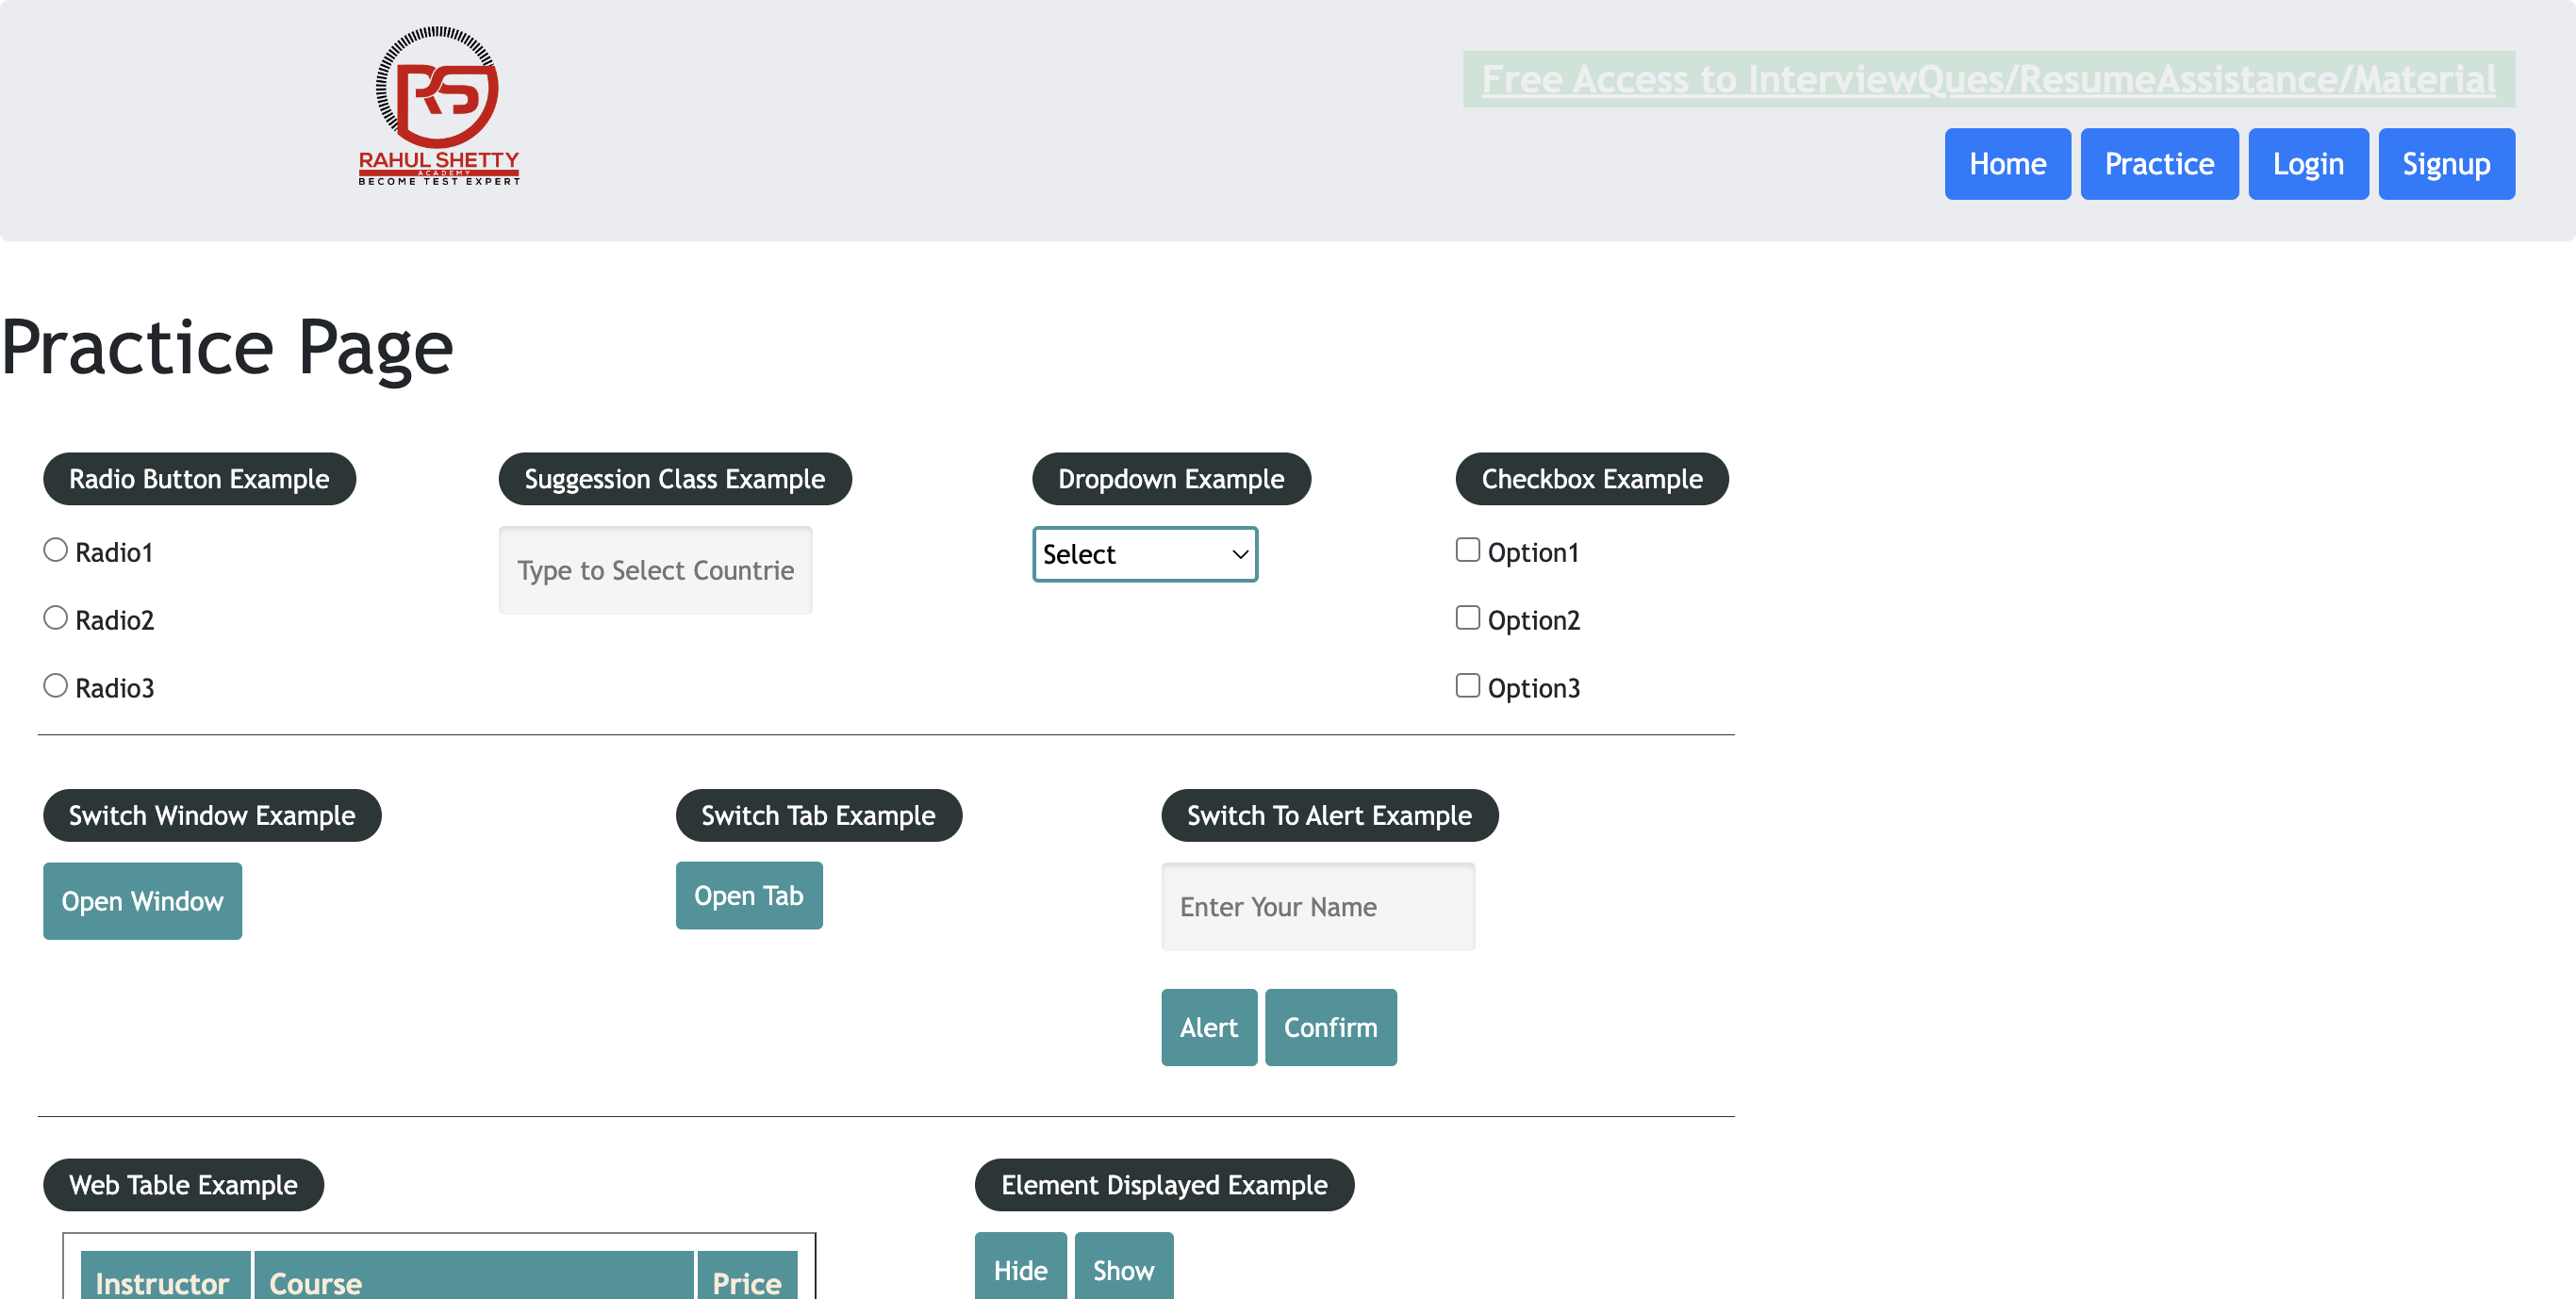 RS
RAHUL SHETTY
ACADEMY
BECOME TEST EXPERT
Free Access to InterviewQues/ResumeAssistance/Material
Home Practice Login Signup
Practice Page
Radio Button Example
Radio1
Radio2
Radio3
Suggession Class Example
Type to Select Countrie
Dropdown Example
Select
Checkbox Example
Option1
Option2
Option3
Switch Window Example
Open Window
Switch Tab Example
Open Tab
Switch To Alert Example
Enter Your Name
Alert Confirm
Web Table Example
Instructor Course Price
Element Displayed Example
Hide Show